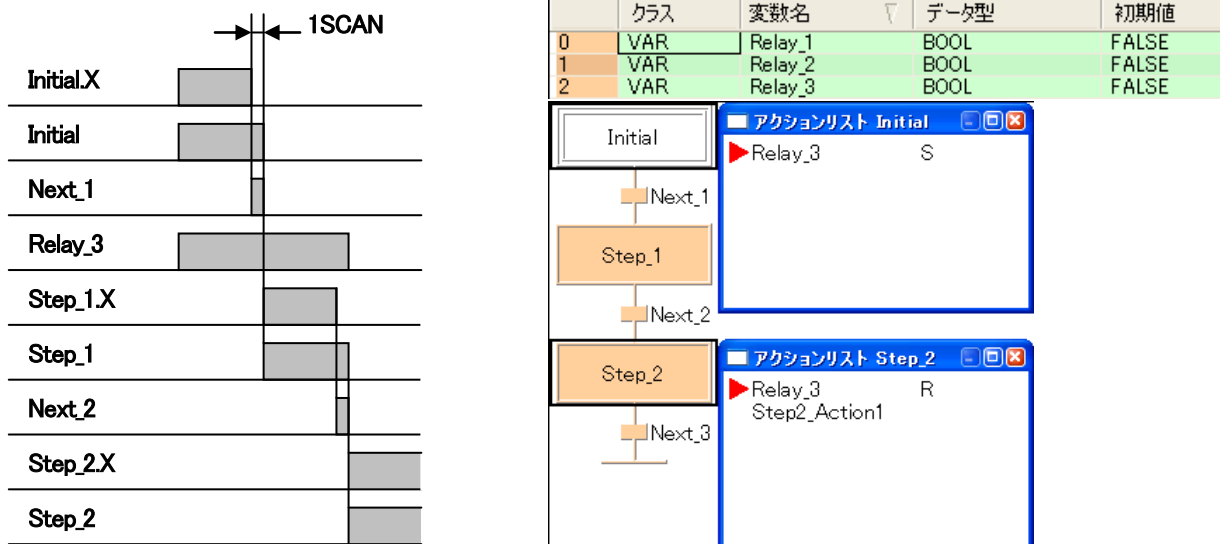 1SCAN
Initial.X
Initial
Next_1
Relay_3
Step_1.X
Step_1
Next_2
Step_2.X
Step_2
クラス 変数名 データ型 初期値
0 VAR Relay_1 BOOL FALSE
1 VAR Relay_2 BOOL FALSE
2 VAR Relay_3 BOOL FALSE
Initial
Next_1
Step_1
Next_2
Step_2
Next_3
アクションリスト Initial
Relay_3 S
アクションリスト Step_2
Relay_3 R
Step2_Action1